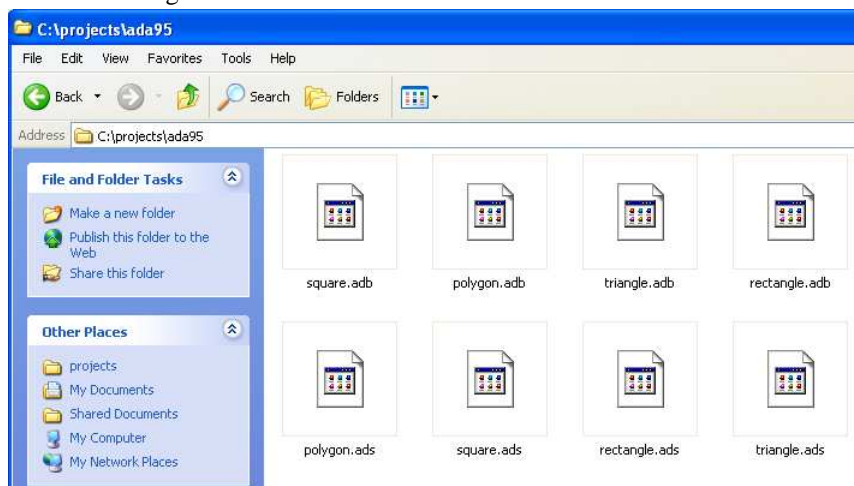 C:\projects\ada95
File Edit View Favorites Tools Help
Back Search Folders
Address C:\projects\ada95
File and Folder Tasks
Make a new folder
Publish this folder to the
Web
Share this folder
Other Places
projects
My Documents
Shared Documents
My Computer
My Network Places
square.adb polygon.adb triangle.adb rectangle.adb
polygon.ads square.ads rectangle.ads triangle.ads